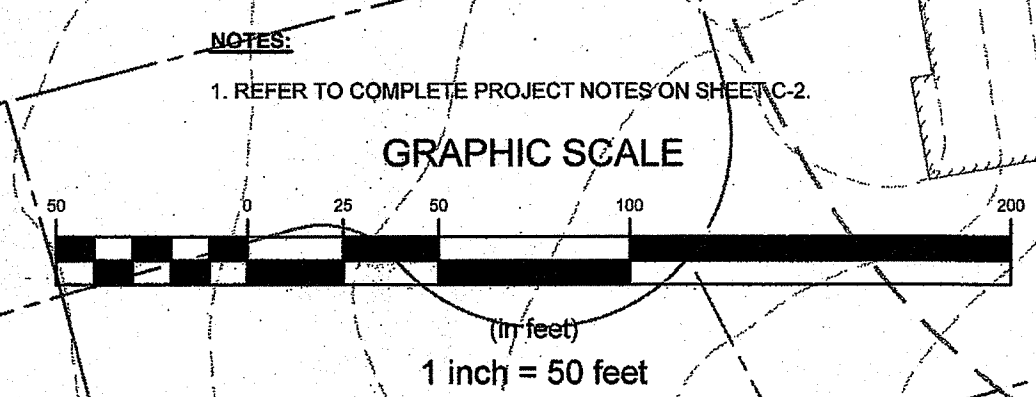 NOTES:
1. REFER TO COMPLETE PROJECT NOTES ON SHEET C-2.
GRAPHIC SCALE
50 0 25 50 100 200
(in feet)
1 inch = 50 feet